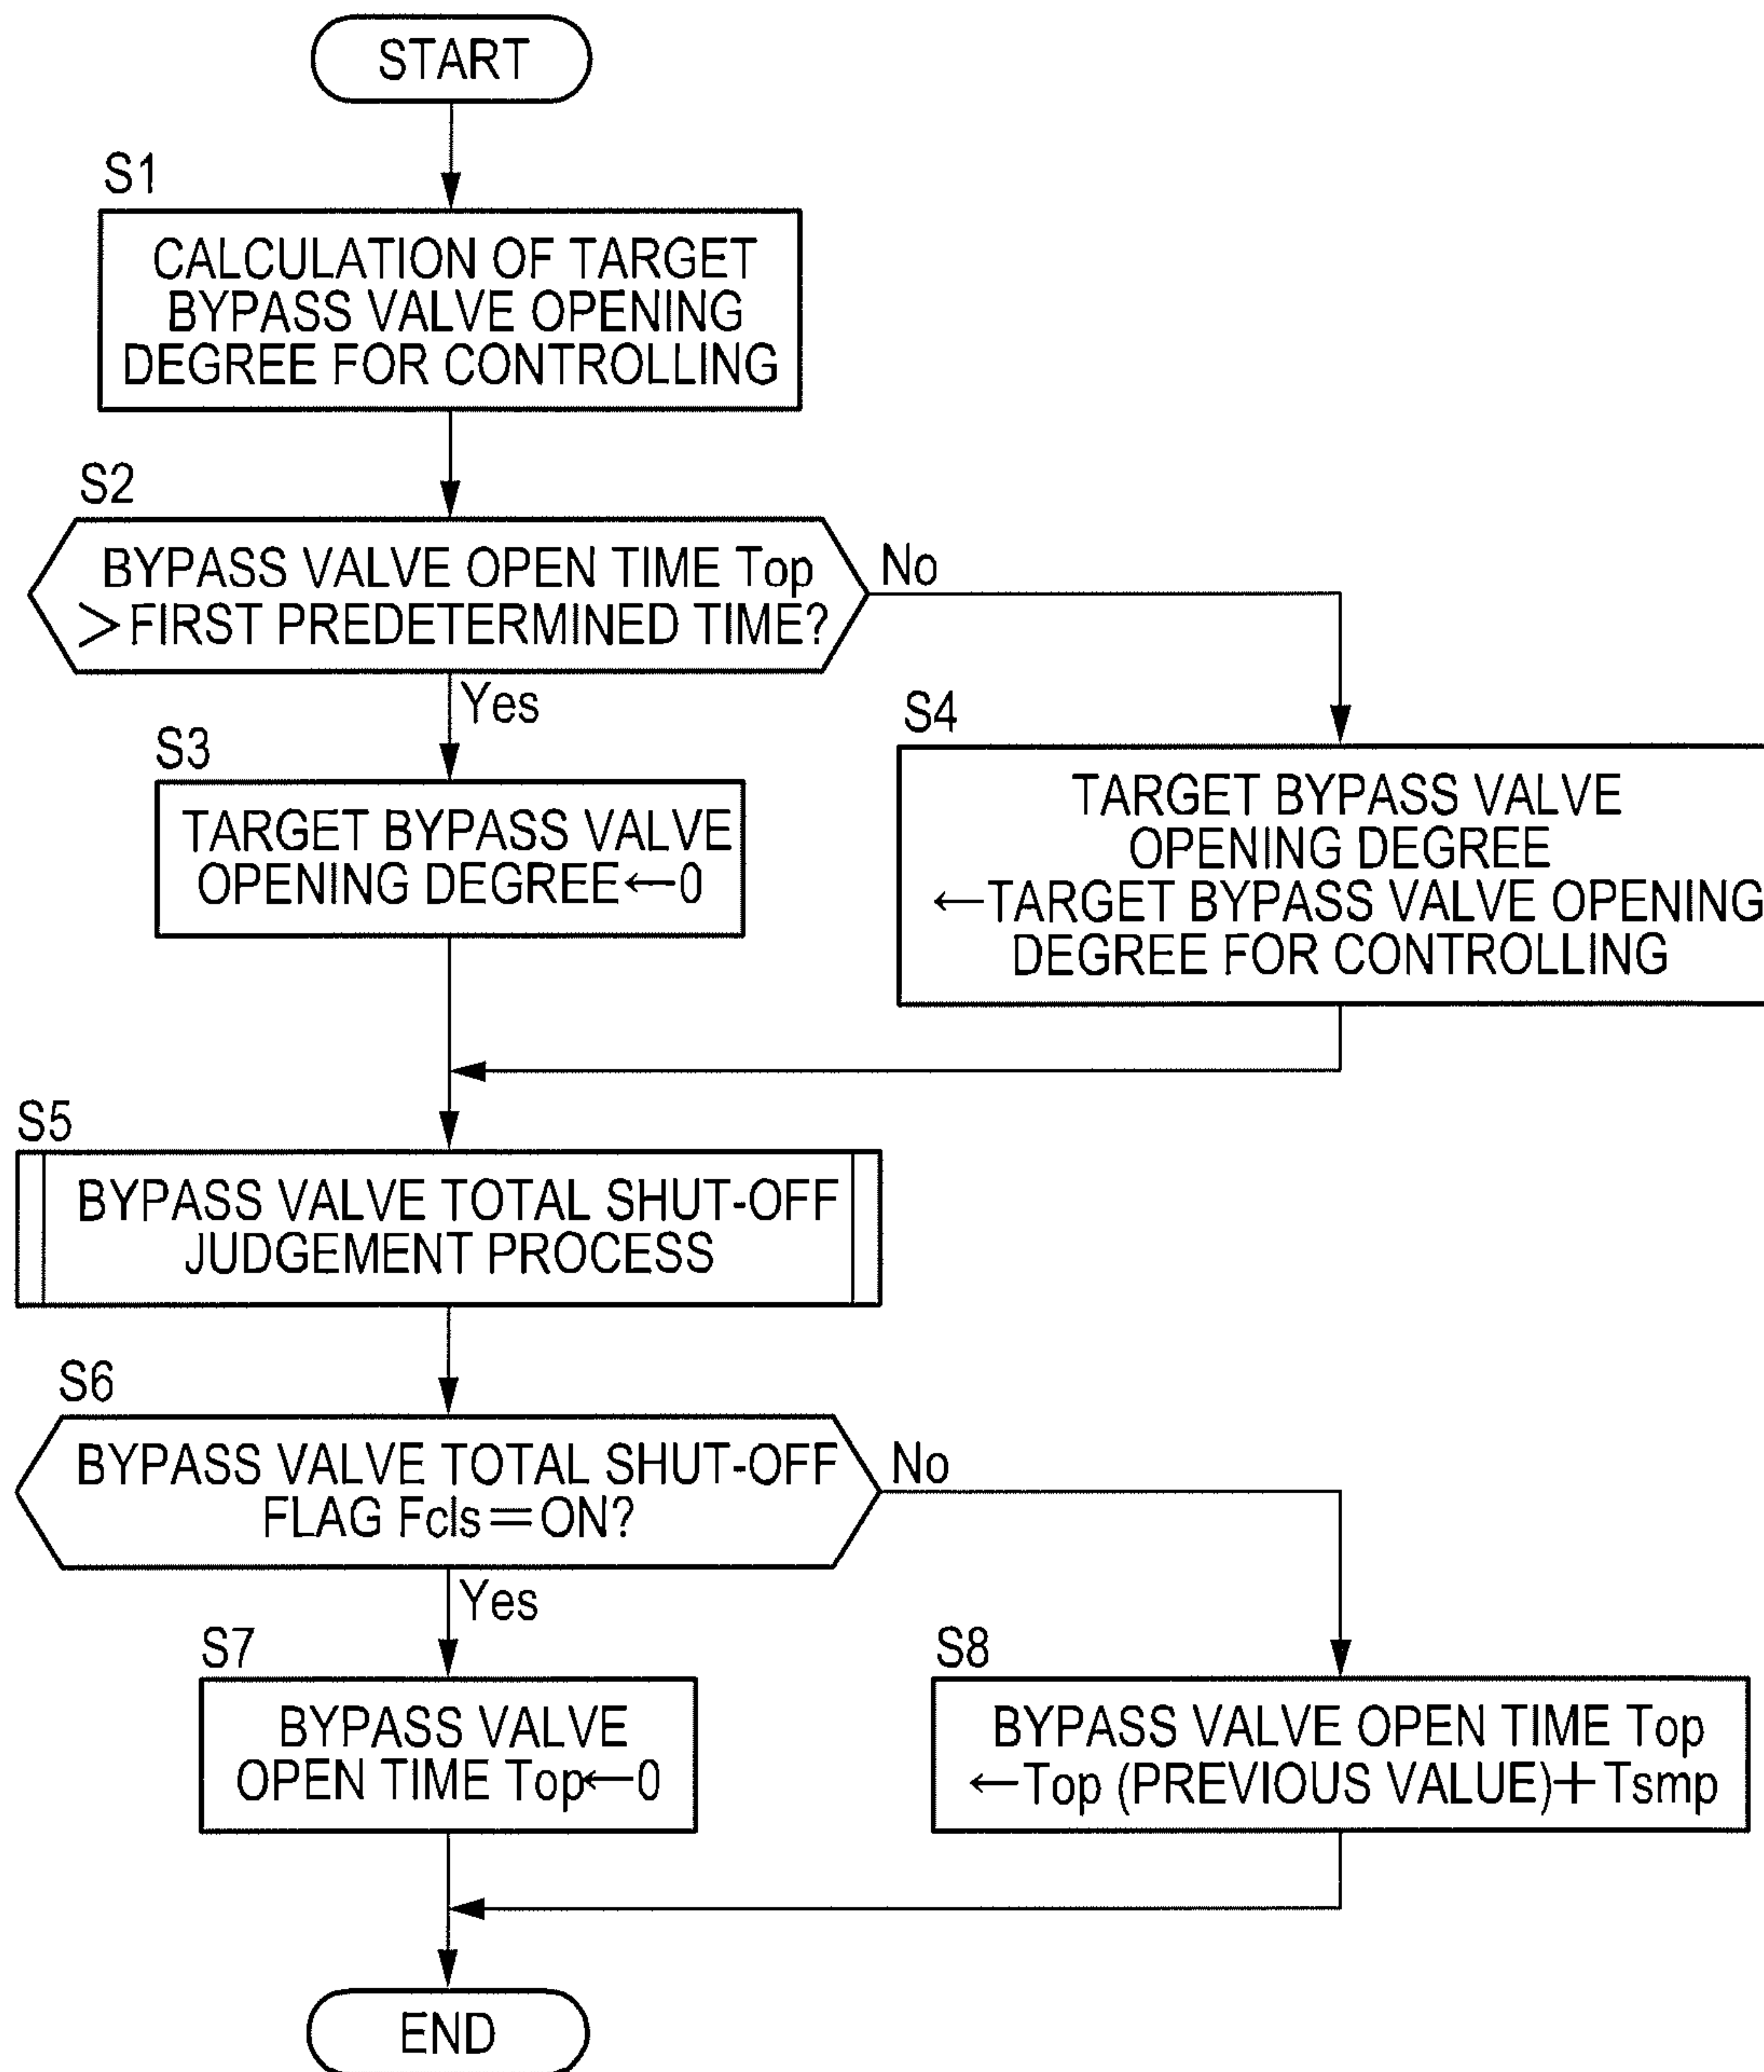 START
S1
CALCULATION OF TARGET
BYPASS VALVE OPENING
DEGREE FOR CONTROLLING
S2
BYPASS VALVE OPEN TIME Top
>FIRST PREDETERMINED TIME?
No
Yes
S3
TARGET BYPASS VALVE
OPENING DEGREE←0
S4
TARGET BYPASS VALVE
OPENING DEGREE
←TARGET BYPASS VALVE OPENING
DEGREE FOR CONTROLLING
S5
BYPASS VALVE TOTAL SHUT-OFF
JUDGEMENT PROCESS
S6
BYPASS VALVE TOTAL SHUT-OFF
FLAG Fcls=ON?
No
Yes
S7
BYPASS VALVE
OPEN TIME Top←0
S8
BYPASS VALVE OPEN TIME Top
←Top (PREVIOUS VALUE)+Tsmp
END